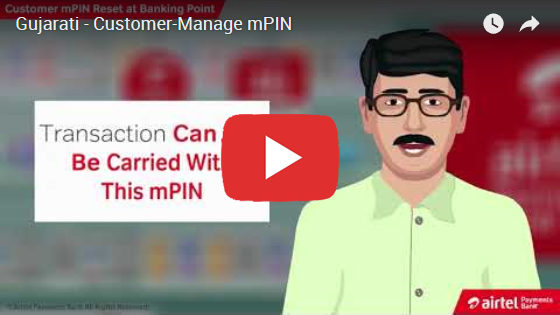 Customer mPIN Reset at Banking Point
Gujarati - Customer-Manage mPIN
Transaction Can
Be Carried
This mPIN
airtel
Payments
Bank